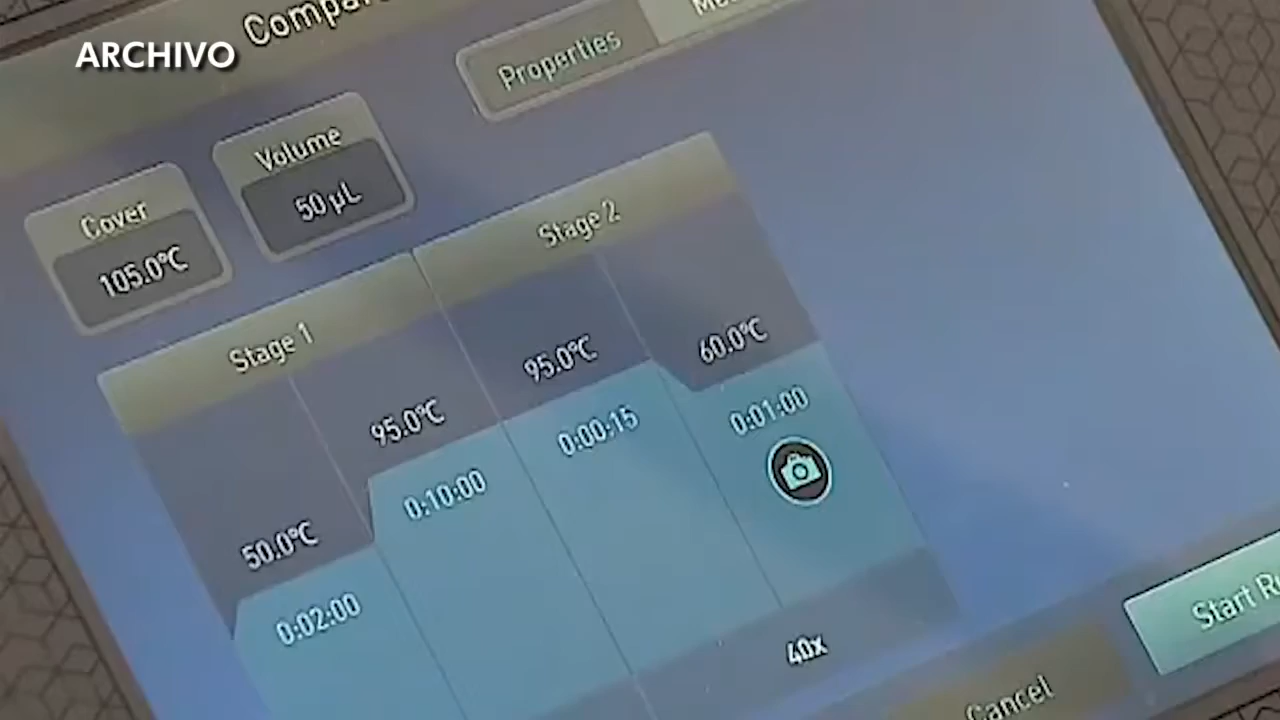 ARCHIVO
Properties
Cover
105.0°C
Volume
50 µL
Stage 1
50.0°C
0:02:00
95.0°C
0:10:00
Stage 2
95.0°C
0:00:15
60.0°C
0:01:00
40x
Cancel
Start